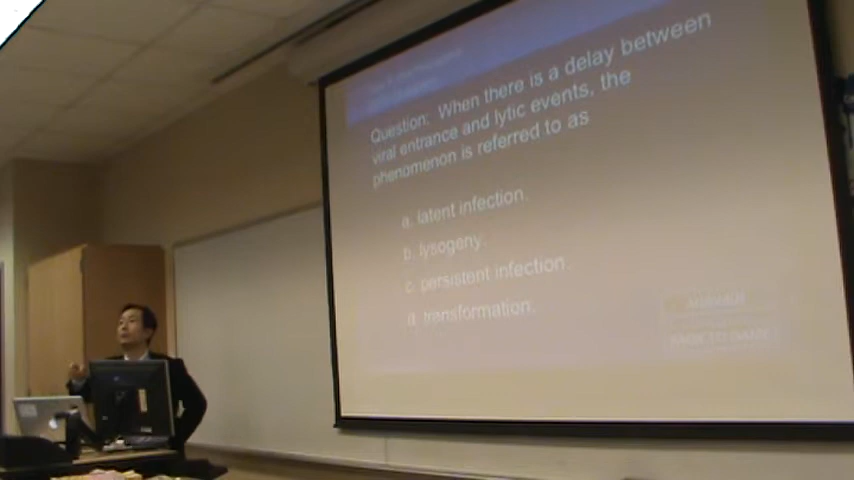 Question: When there is a delay between
viral entrance and lytic events, the
phenomenon is referred to as
a. latent infection.
b. lysogeny.
c. persistent infection.
d. transformation.